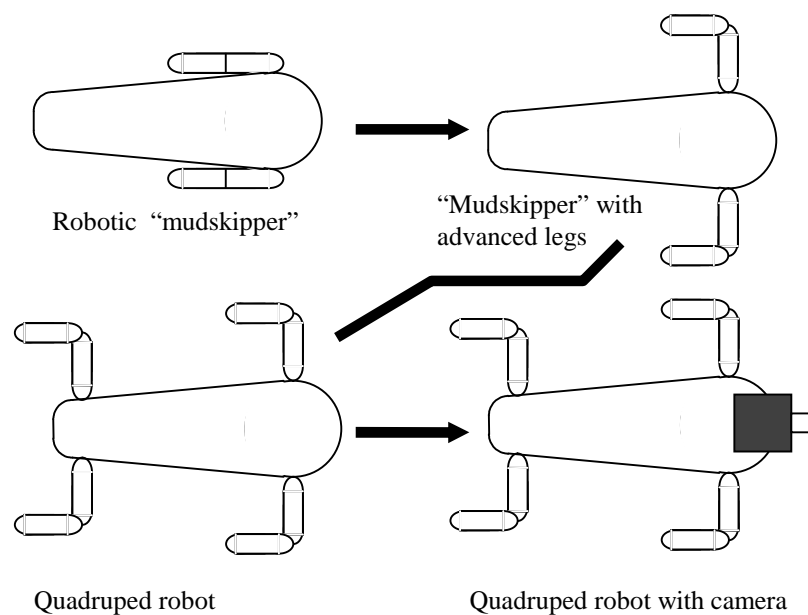 Robotic “mudskipper”
“Mudskipper” with
advanced legs
Quadruped robot
Quadruped robot with camera